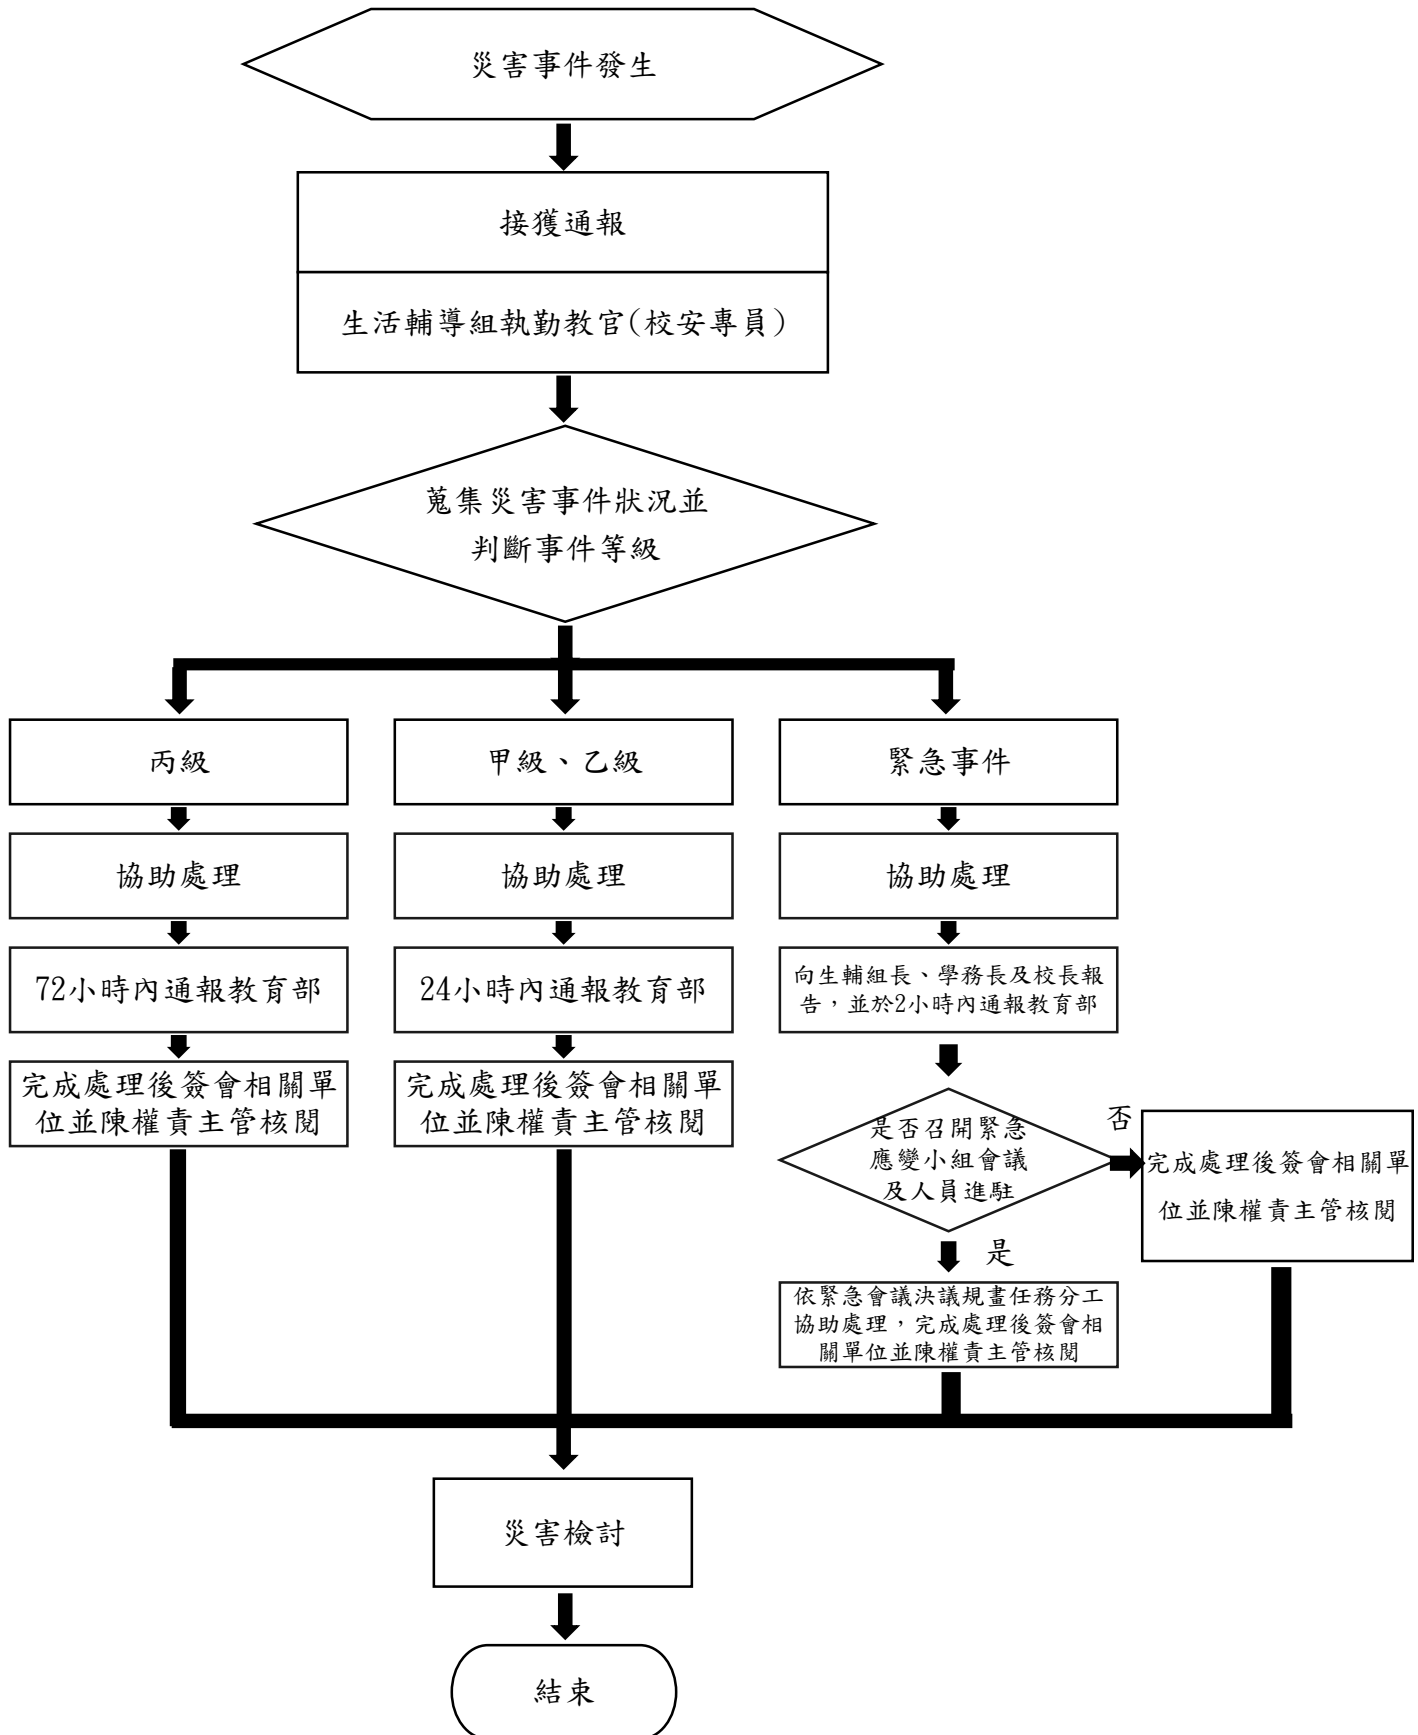 災害事件發生
接獲通報
生活輔導組執勤教官(校安專員)
蒐集災害事件狀況並
判斷事件等級
丙級
甲級、乙級
緊急事件
協助處理
協助處理
協助處理
72小時內通報教育部
24小時內通報教育部
向生輔組長、學務長及校長報
告，並於2小時內通報教育部
完成處理後簽會相關單
位並陳權責主管核閱
完成處理後簽會相關單
位並陳權責主管核閱
是否召開緊急
應變小組會議
及人員進駐
否
完成處理後簽會相關單
位並陳權責主管核閱
是
依緊急會議決議規畫任務分工
協助處理，完成處理後簽會相
關單位並陳權責主管核閱
災害檢討
結束